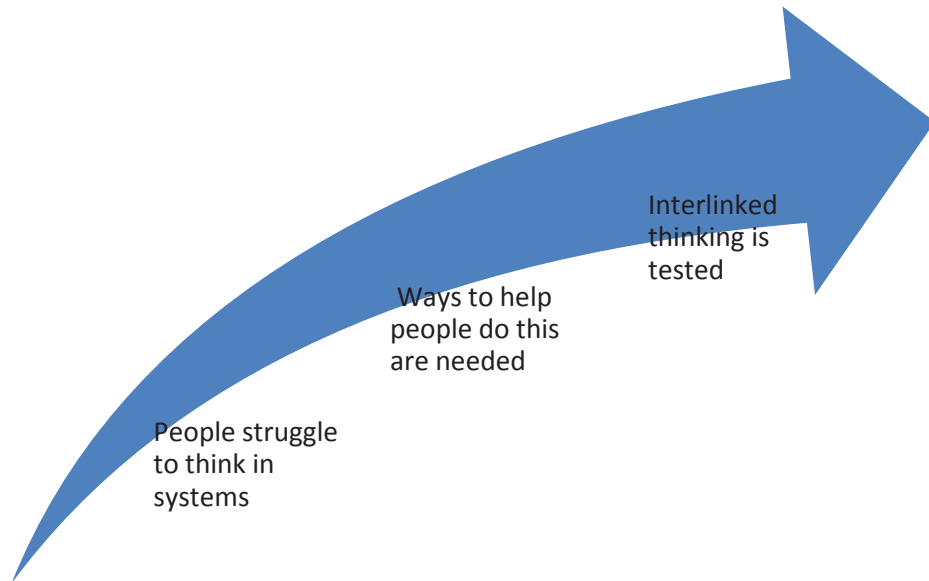 People struggle
to think in
systems
Ways to help
people do this
are needed
Interlinked
thinking is
tested